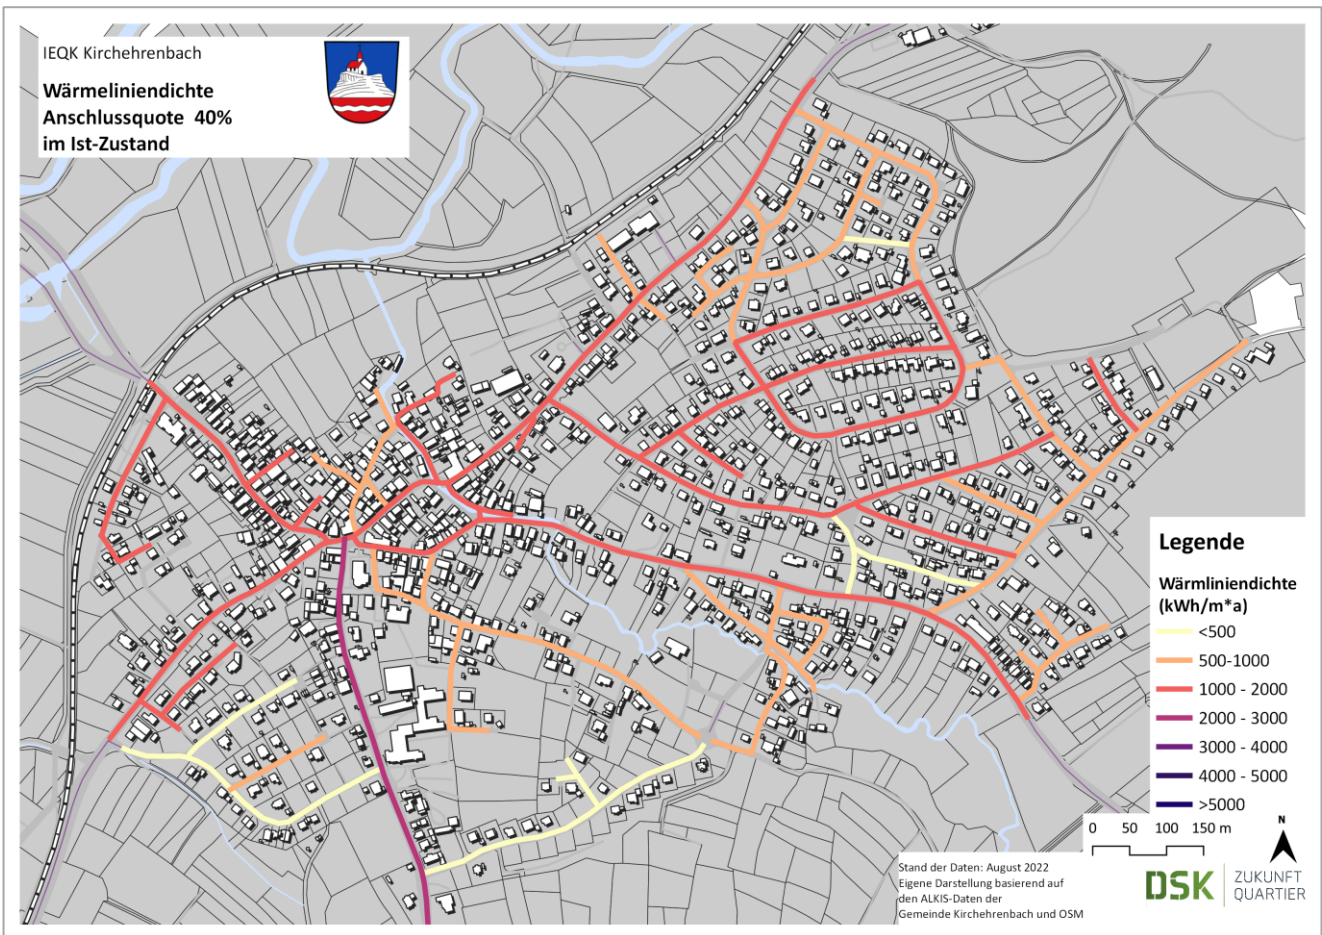 IEQK Kirchehrenbach
Wärmeliniendichte
Anschlussquote 40%
im Ist-Zustand
Legende
Wärmliniendichte
(kWh/m*a)
<500
500-1000
1000 - 2000
2000 - 3000
3000 - 4000
4000 - 5000
>5000
0 50 100 150 m
N
Stand der Daten: August 2022
Eigene Darstellung basierend auf
den ALKIS-Daten der
Gemeinde Kirchehrenbach und OSM
DSK
ZUKUNFT
QUARTIER